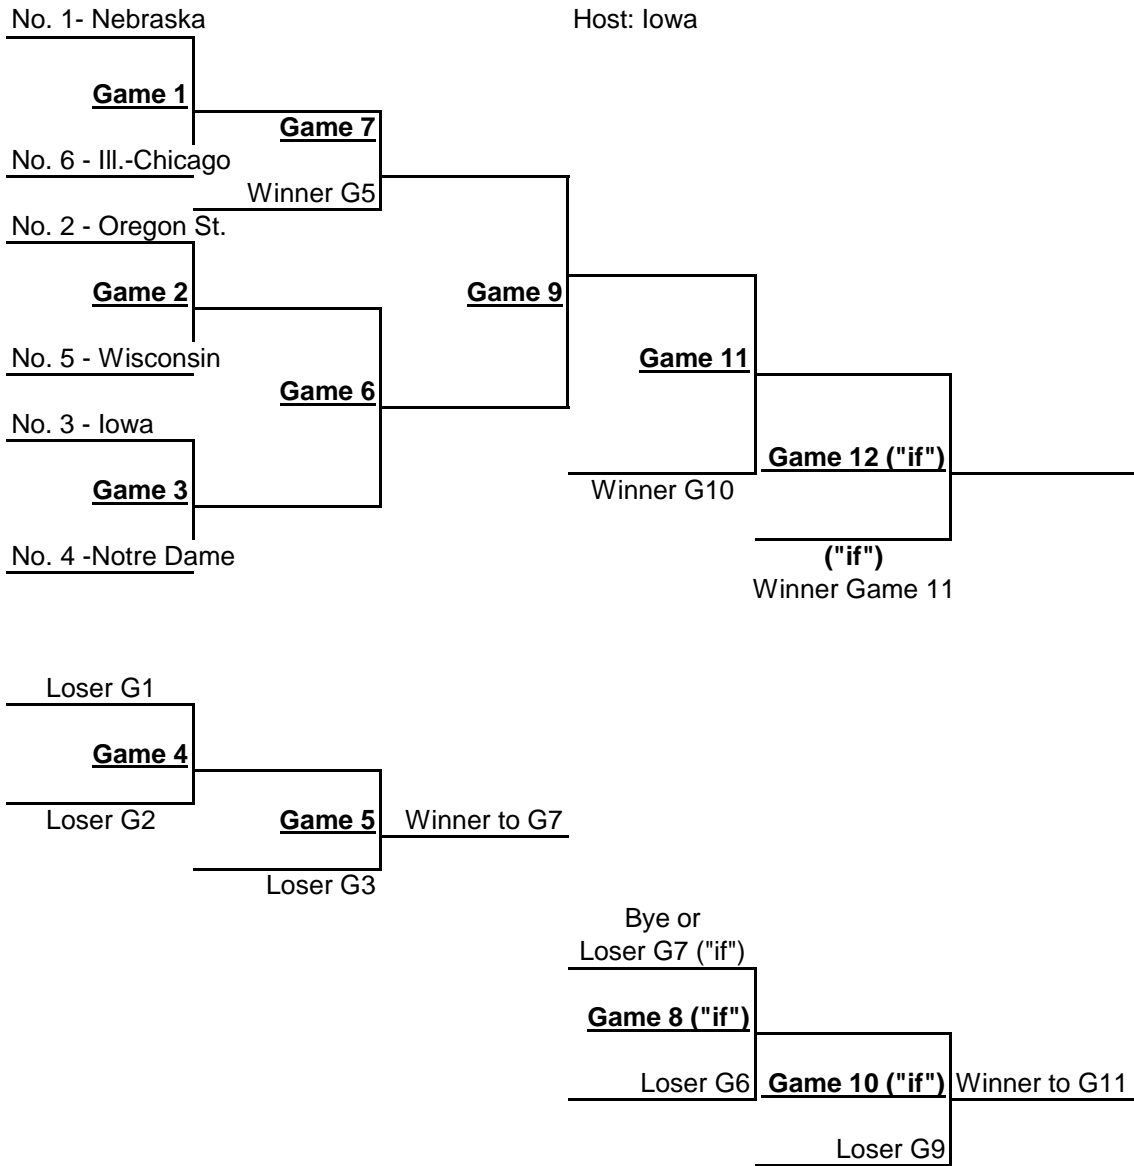 No. 1- Nebraska
Host: Iowa
Game 1
Game 7
No. 6 - Ill.-Chicago
Winner G5
No. 2 - Oregon St.
Game 2
Game 9
No. 5 - Wisconsin
Game 11
Game 6
No. 3 - Iowa
Game 12 ("if")
Game 3
Winner G10
No. 4 -Notre Dame
("if")
Winner Game 11
Loser G1
Game 4
Loser G2
Game 5
Winner to G7
Loser G3
Bye or
Loser G7 ("if")
Game 8 ("if")
Loser G6
Game 10 ("if")
Winner to G11
Loser G9